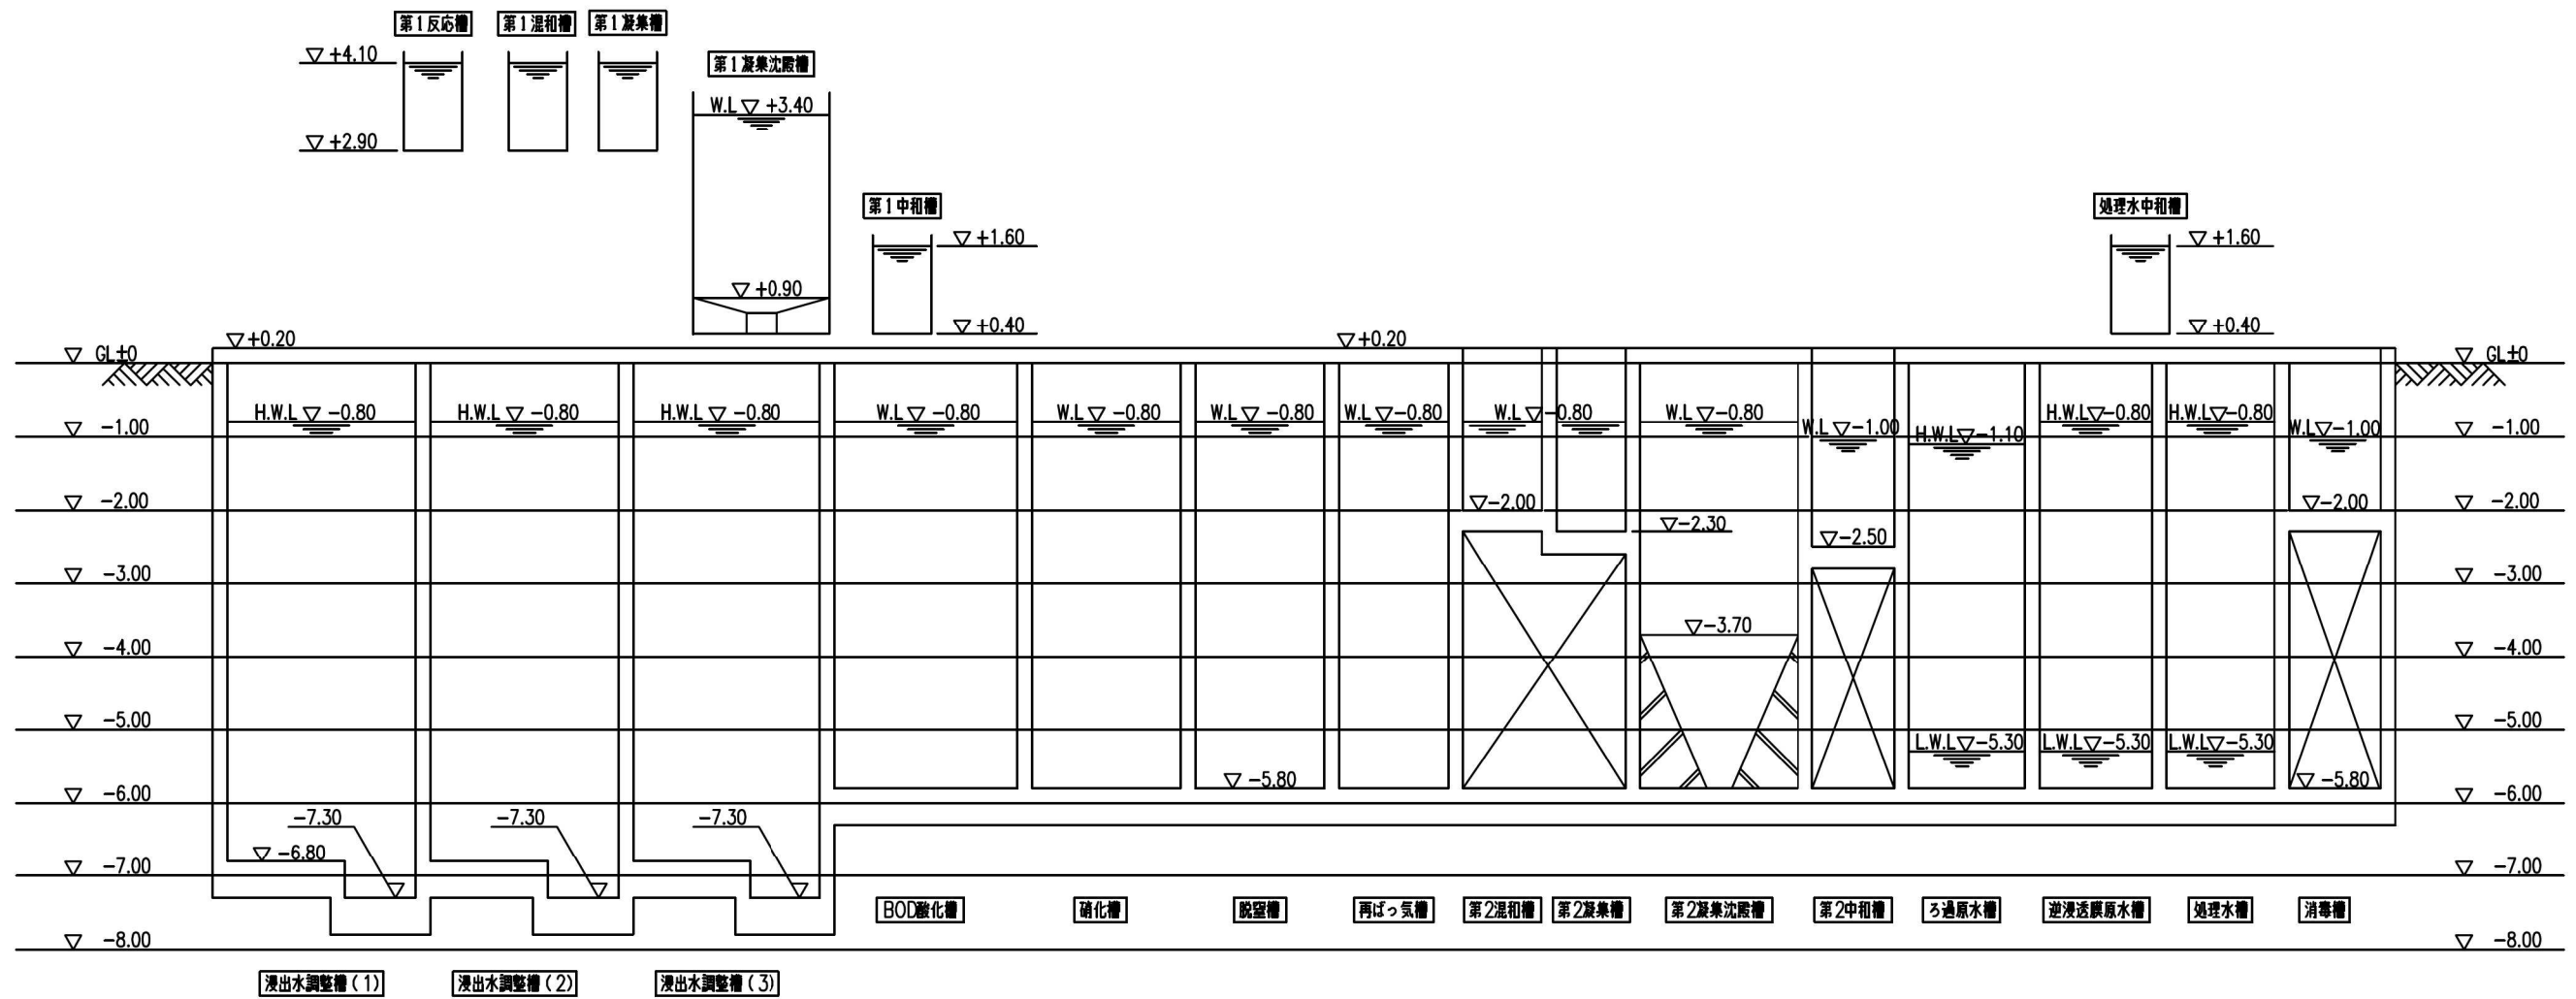 第1反応槽
第1混和槽
第1凝集槽
第1凝集沈殿槽
+4.10
+2.90
W.L +3.40
+0.90
第1中和槽
+1.60
+0.40
処理水中和槽
+1.60
+0.40
+0.20
+0.20
GL±0
GL±0
H.W.L -0.80
H.W.L -0.80
H.W.L -0.80
W.L -0.80
W.L -0.80
W.L -0.80
W.L -0.80
W.L -0.80
W.L -0.80
W.L -1.00
H.W.L -1.10
H.W.L -0.80
H.W.L -0.80
W.L -1.00
-1.00
-1.00
-2.00
-2.00
-2.00
-2.00
-2.30
-2.50
-3.00
-3.00
-3.70
-4.00
-4.00
-5.00
-5.00
L.W.L -5.30
L.W.L -5.30
L.W.L -5.30
-5.80
-5.80
-6.00
-6.00
-7.30
-7.30
-7.30
-6.80
-7.00
-7.00
BOD酸化槽
硝化槽
脱窒槽
再ばっ気槽
第2混和槽
第2凝集槽
第2凝集沈殿槽
第2中和槽
ろ過原水槽
逆浸透膜原水槽
処理水槽
消毒槽
-8.00
-8.00
浸出水調整槽(1)
浸出水調整槽(2)
浸出水調整槽(3)